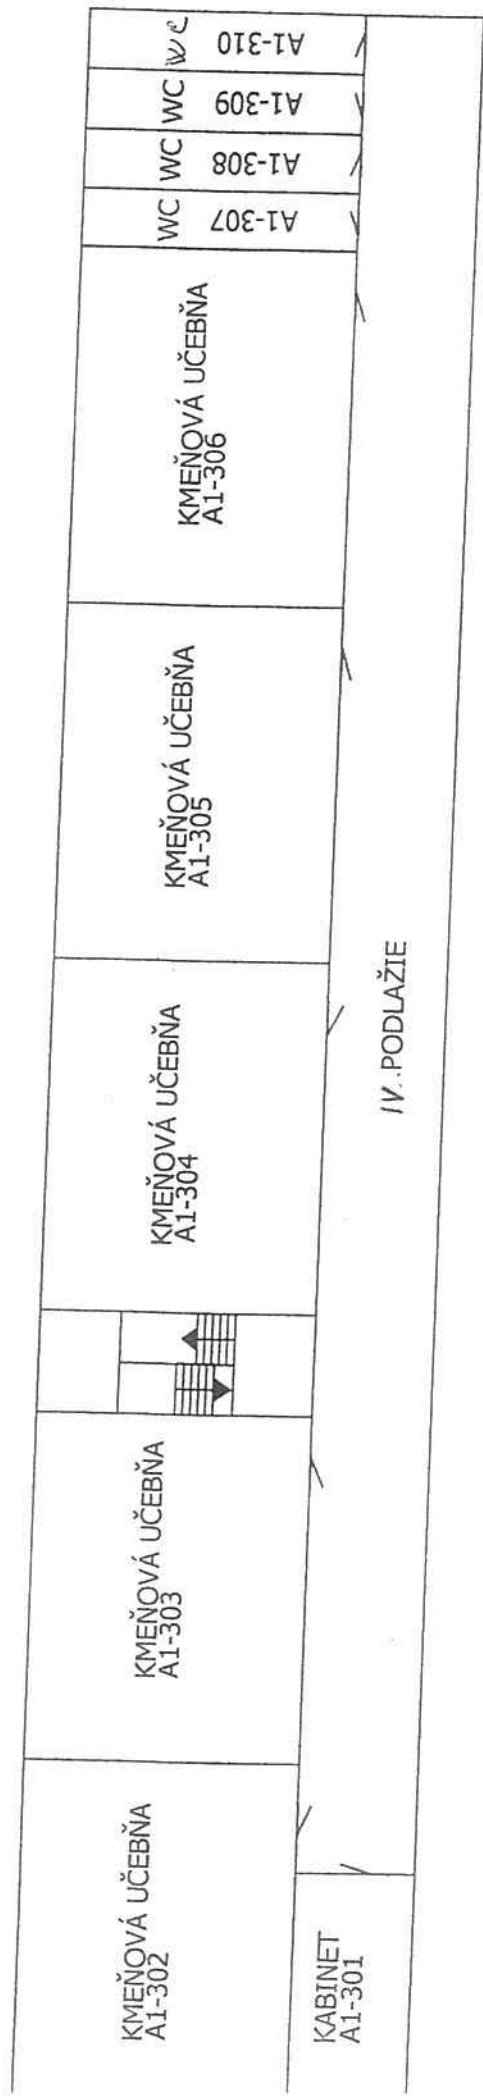 KMEŇOVÁ UČEBŇA
A1-302
KMEŇOVÁ UČEBŇA
A1-303
KMEŇOVÁ UČEBŇA
A1-304
KMEŇOVÁ UČEBŇA
A1-305
KMEŇOVÁ UČEBŇA
A1-306
WC
A1-307
WC
A1-308
WC
A1-309
WC
A1-310
KABINET
A1-301
IV. PODLAŽIE